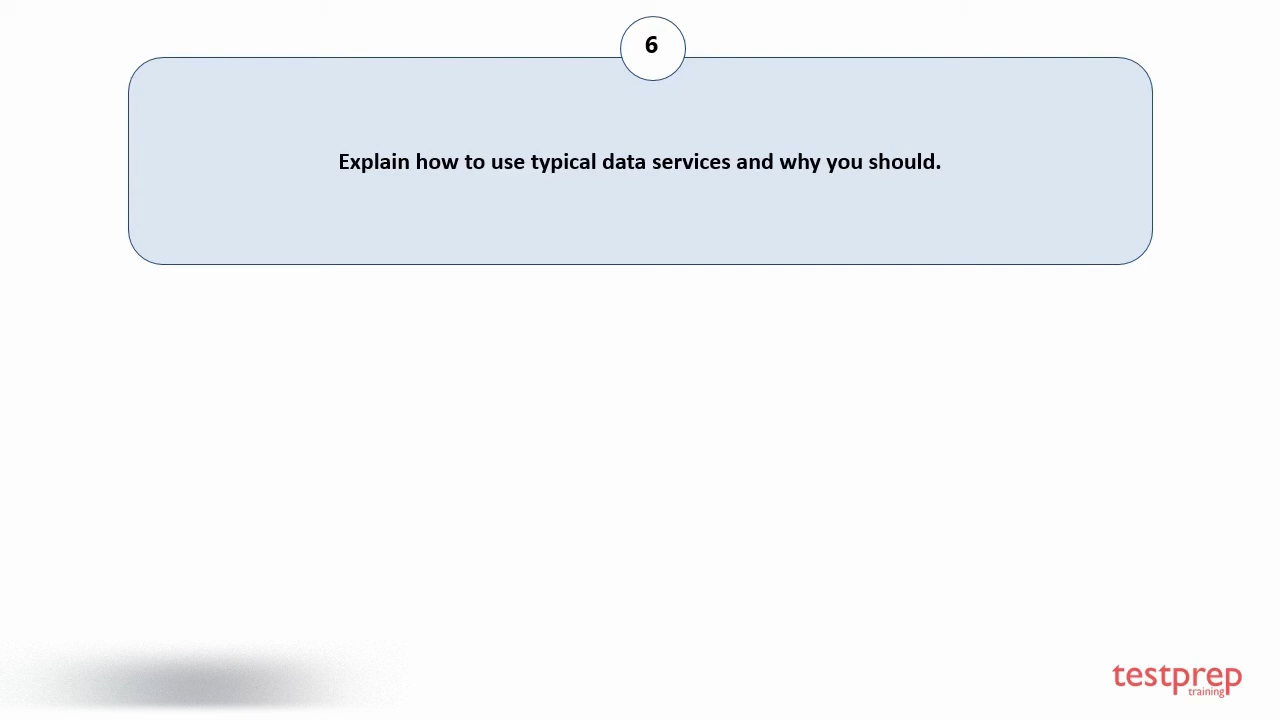 6
Explain how to use typical data services and why you should.
testprep
training